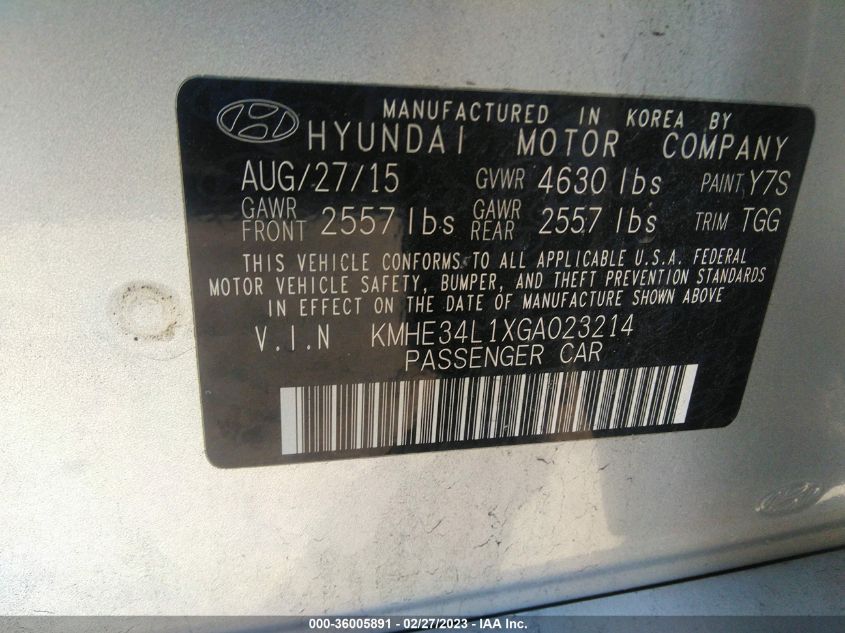 MANUFACTURED IN KOREA BY
HYUNDAI MOTOR COMPANY
AUG/27/15 GVWR 4630 lbs PAINT Y7S
GAWR FRONT 2557 lbs GAWR REAR 2557 lbs TRIM TGG
THIS VEHICLE CONFORMS TO ALL APPLICABLE U.S.A. FEDERAL
MOTOR VEHICLE SAFETY, BUMPER, AND THEFT PREVENTION STANDARDS
IN EFFECT ON THE DATE OF MANUFACTURE SHOWN ABOVE
V.I.N KMHE34L1XGA023214
PASSENGER CAR
000-36005891 - 02/27/2023 - © IAA Inc.